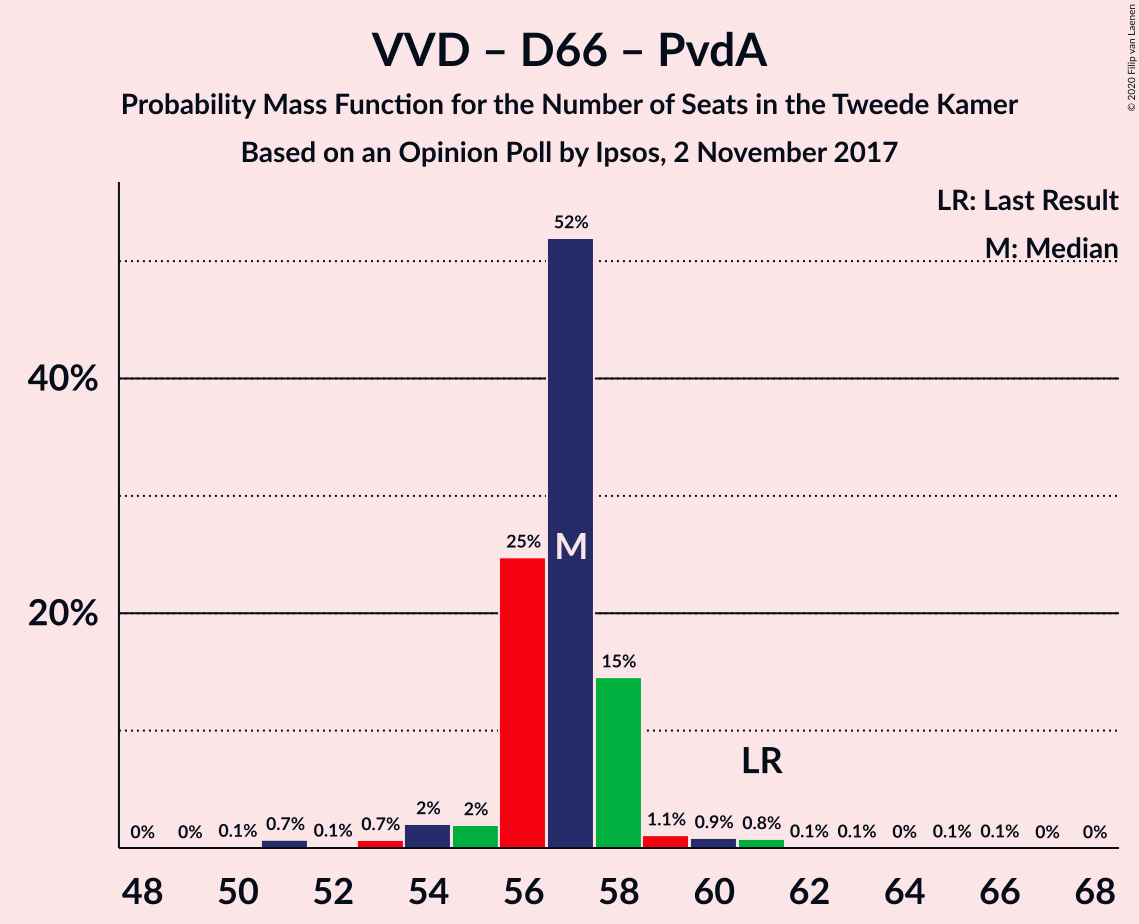 VVD – D66 – PvdA
Probability Mass Function for the Number of Seats in the Tweede Kamer
Based on an Opinion Poll by Ipsos, 2 November 2017
© 2020 Filip van Laenen
LR: Last Result
M: Median
52%
40%
25%
M
20%
15%
LR
0% 0% 0.1% 0.7% 0.1% 0.7% 2% 2% 1.1% 0.9% 0.8% 0.1% 0.1% 0% 0.1% 0.1% 0% 0%
48 50 52 54 56 58 60 62 64 66 68